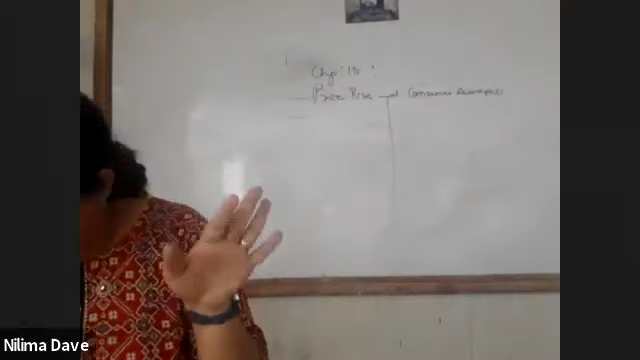 Chp: 18 :
Price Rise and Consumer Awareness
Nilima Dave